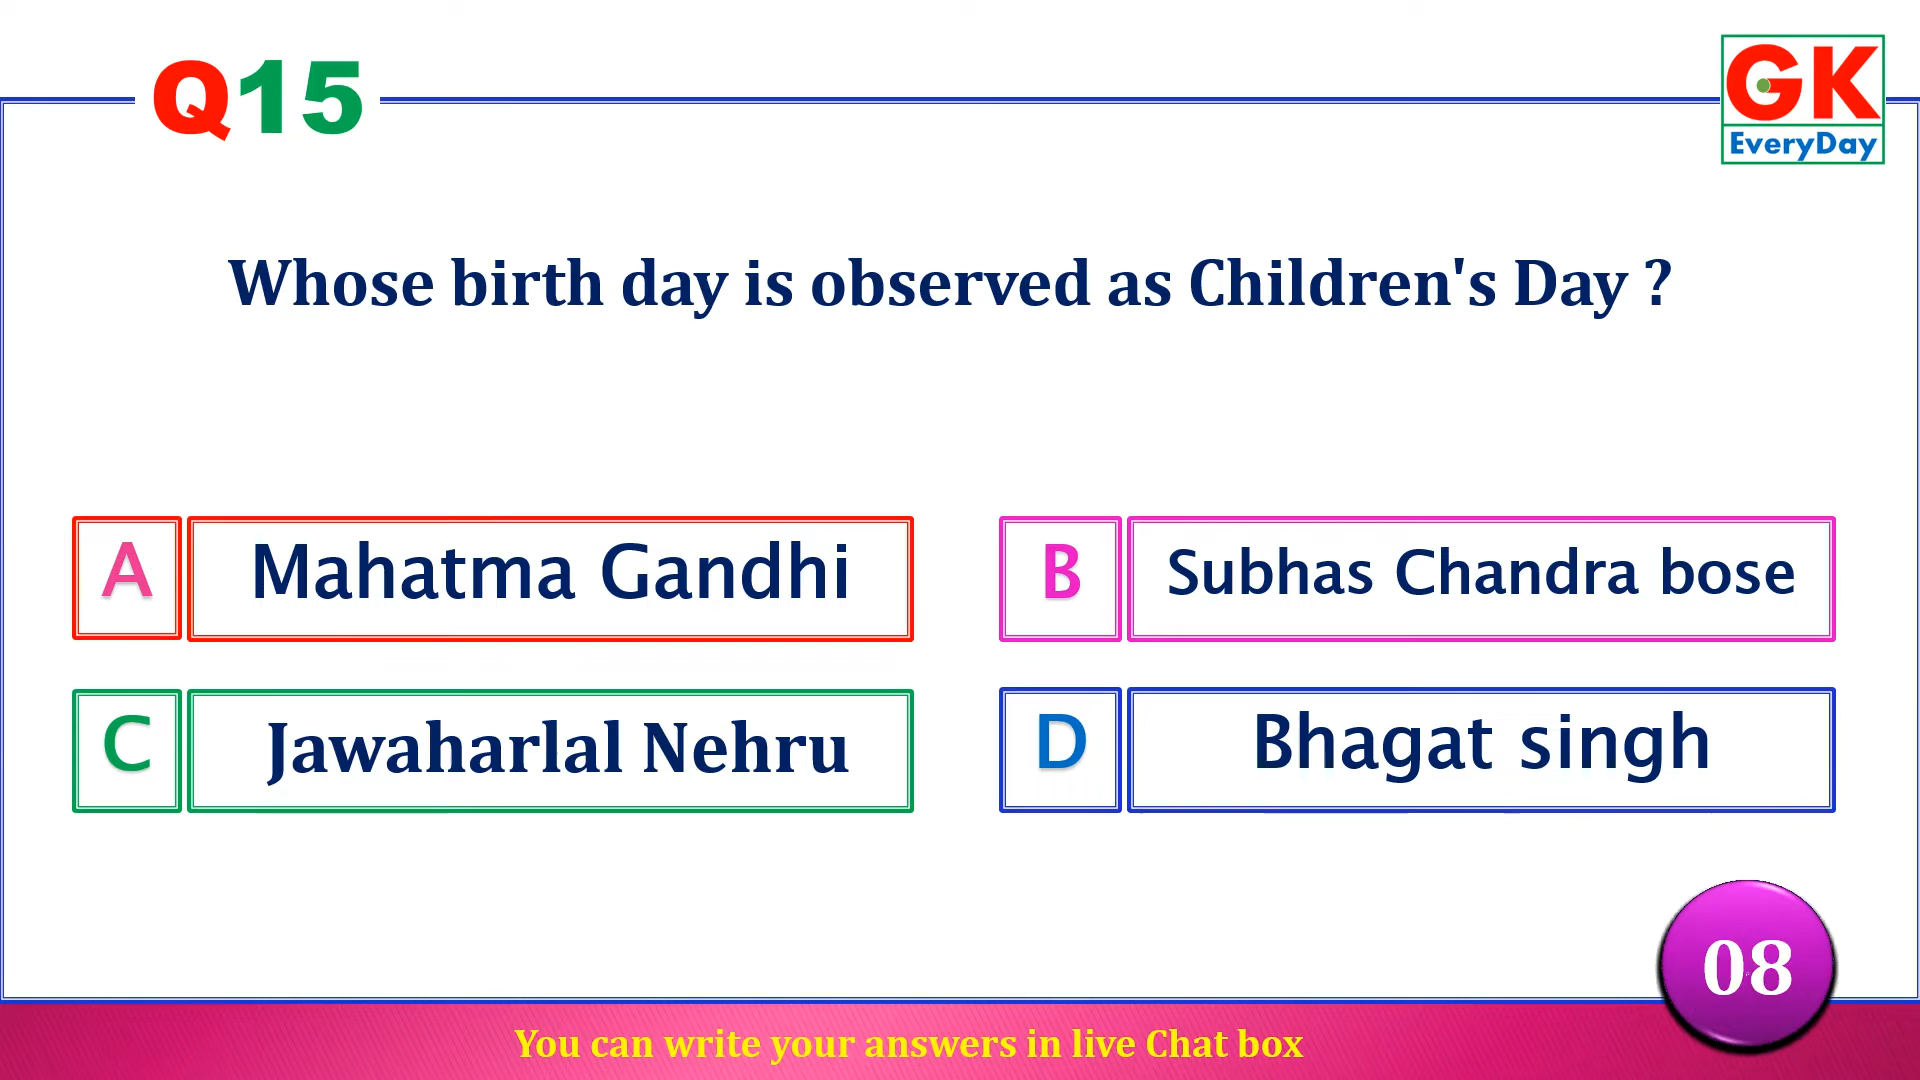 Q15
GK
EveryDay
Whose birth day is observed as Children's Day ?
A Mahatma Gandhi
B Subhas Chandra bose
C Jawaharlal Nehru
D Bhagat singh
08
You can write your answers in live Chat box